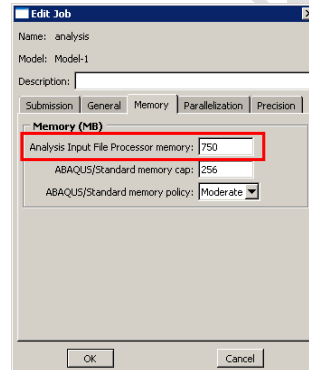 Edit Job
Name: analysis
Model: Model-1
Description:
Submission General Memory Parallelization Precision
Memory (MB)
Analysis Input File Processor memory: 750
ABAQUS/Standard memory cap: 256
ABAQUS/Standard memory policy: Moderate
OK Cancel